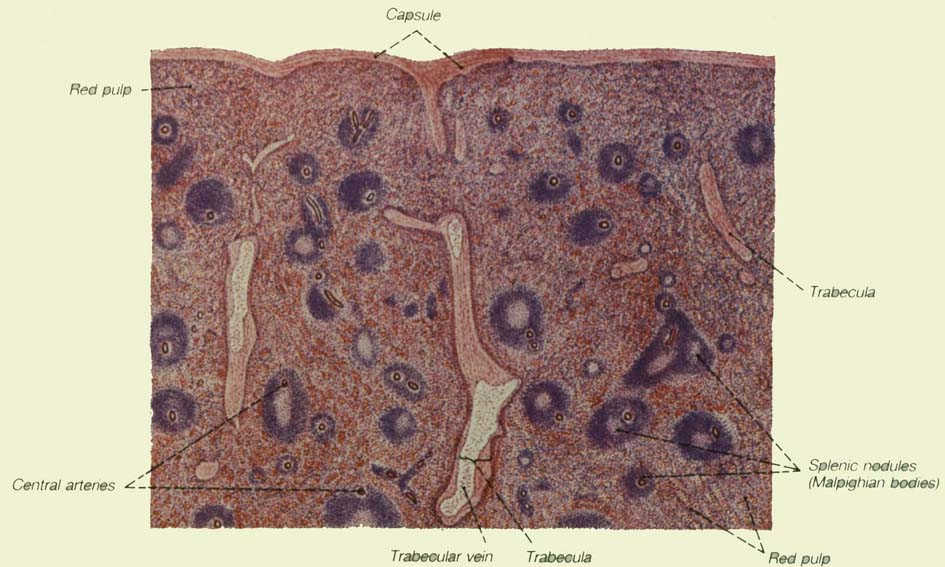 Capsule
Red pulp
Trabecula
Central arteries
Splenic nodules
(Malpighian bodies)
Trabecular vein
Trabecula
Red pulp